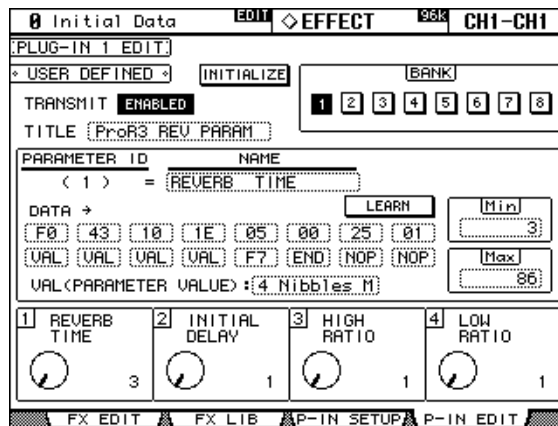 0 Initial Data EDIT ◇EFFECT 96k CH1-CH1
PLUG-IN 1 EDIT
USER DEFINED INITIALIZE BANK
TRANSMIT ENABLED 1 2 3 4 5 6 7 8
TITLE ProR3 REV PARAM
PARAMETER ID NAME
( 1 ) = REVERB TIME
DATA → LEARN Min
F0 43 10 1E 05 00 25 01 3
VAL VAL VAL VAL F7 END NOP NOP Max
VAL(PARAMETER VALUE): 4 Nibbles M 86
1 REVERB TIME 2 INITIAL DELAY 3 HIGH RATIO 4 LOW RATIO
3 1 1 1
FX EDIT FX LIB P-IN SETUP P-IN EDIT